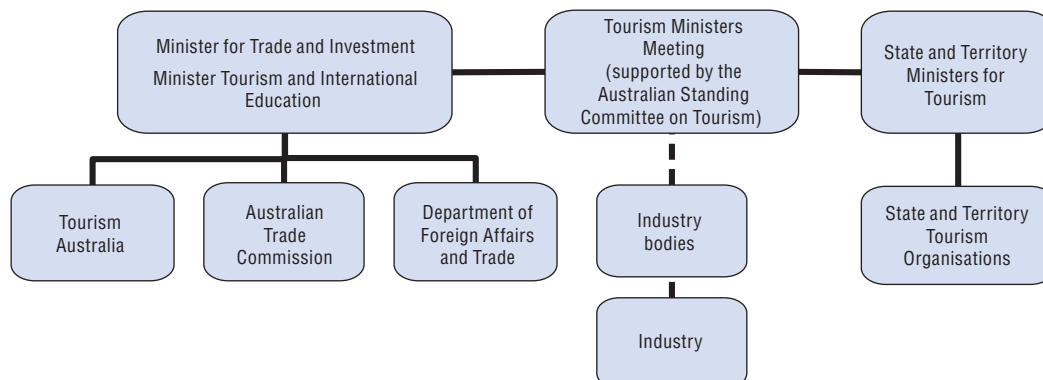 Minister for Trade and Investment
Minister Tourism and International
Education
Tourism Ministers
Meeting
(supported by the
Australian Standing
Committee on Tourism)
State and Territory
Ministers for
Tourism
Tourism
Australia
Australian
Trade
Commission
Department of
Foreign Affairs
and Trade
Industry
bodies
State and Territory
Tourism
Organisations
Industry